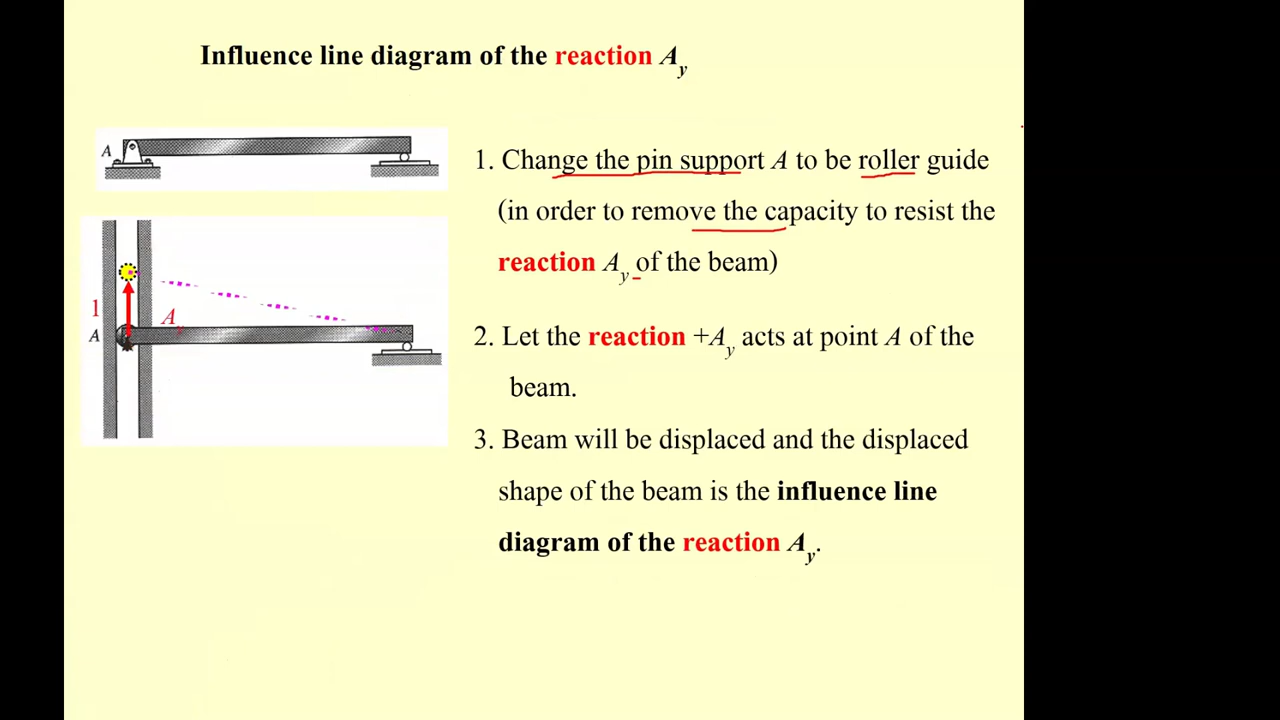 Influence line diagram of the reaction Ay
A
1. Change the pin support A to be roller guide
(in order to remove the capacity to resist the
reaction Ay of the beam)
1
Ay
A
2. Let the reaction +Ay acts at point A of the
beam.
3. Beam will be displaced and the displaced
shape of the beam is the influence line
diagram of the reaction Ay.